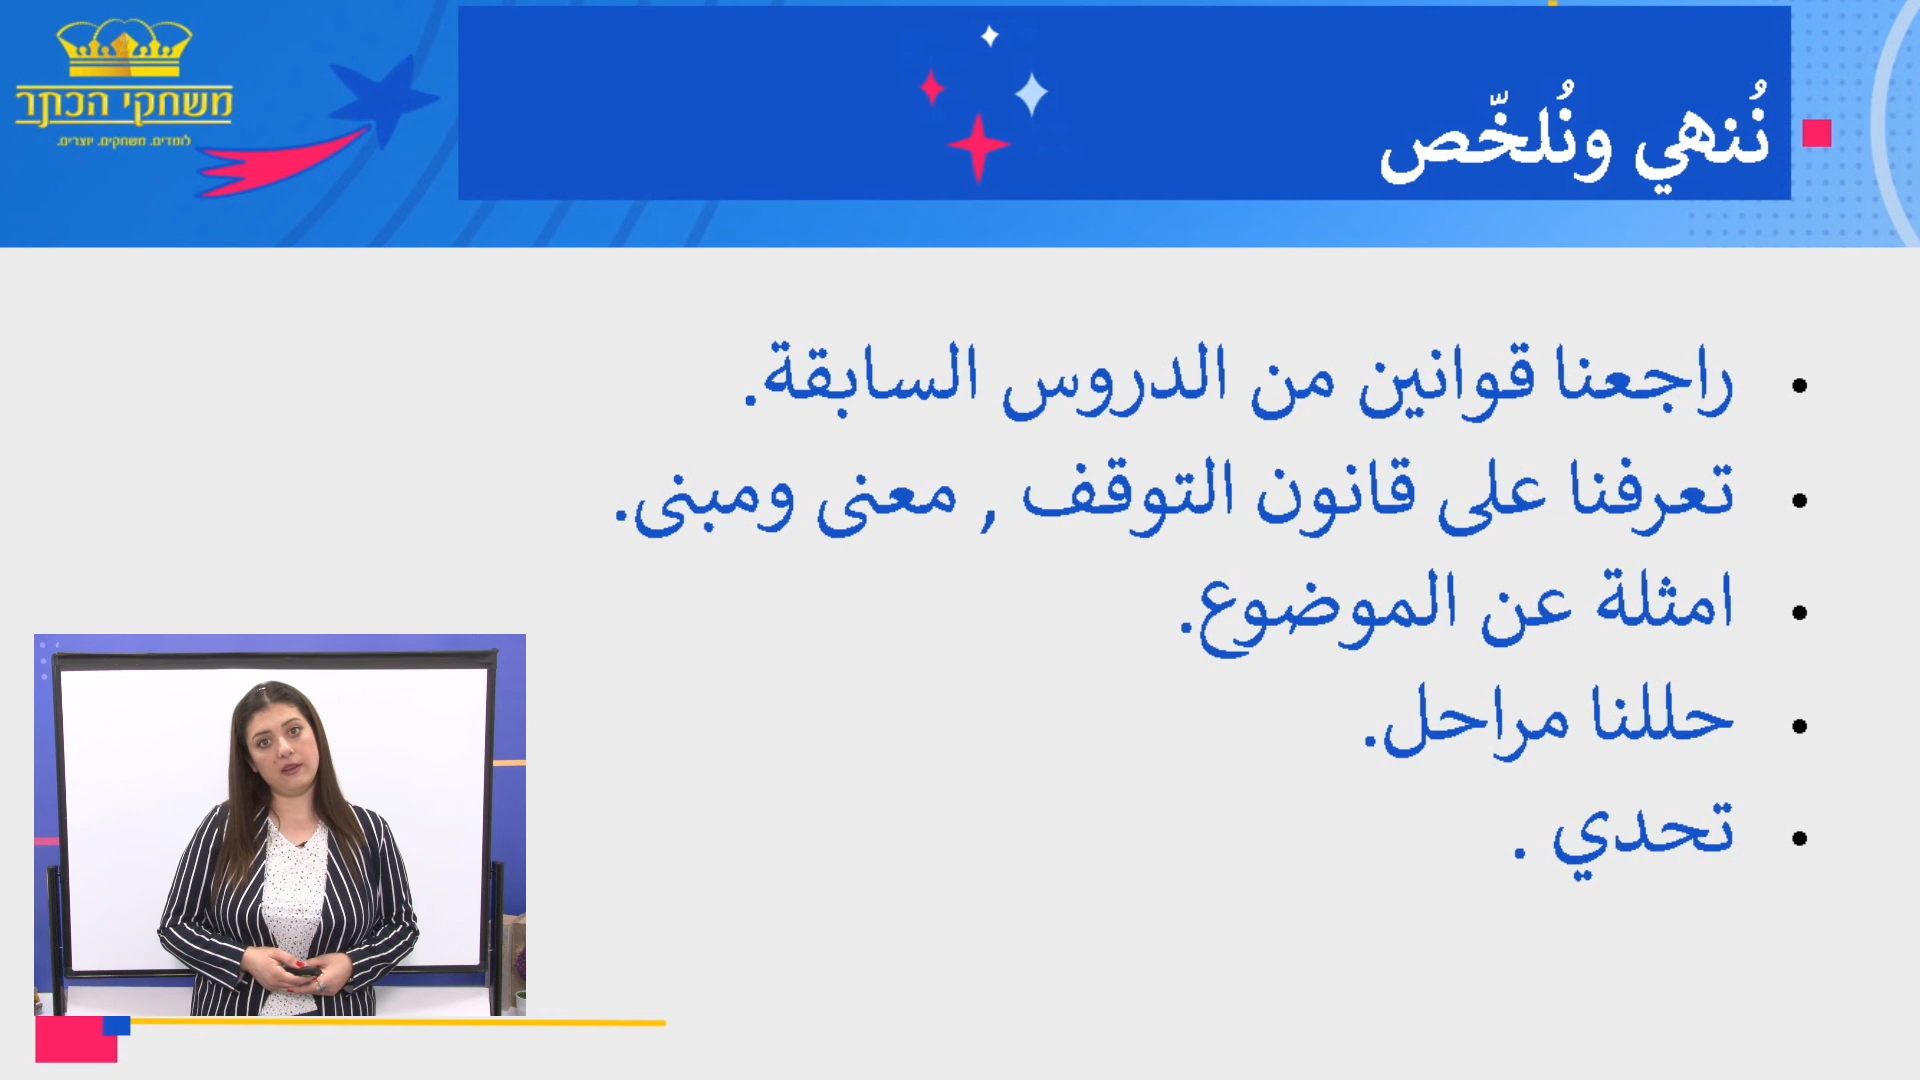 משחקי הכתר
לומדים. משחקים. יוצרים.
نُنهي ونُلخّص
راجعنا قوانين من الدروس السابقة.
تعرفنا على قانون التوقف , معنى ومبنى.
امثلة عن الموضوع.
حللنا مراحل.
تحدي .